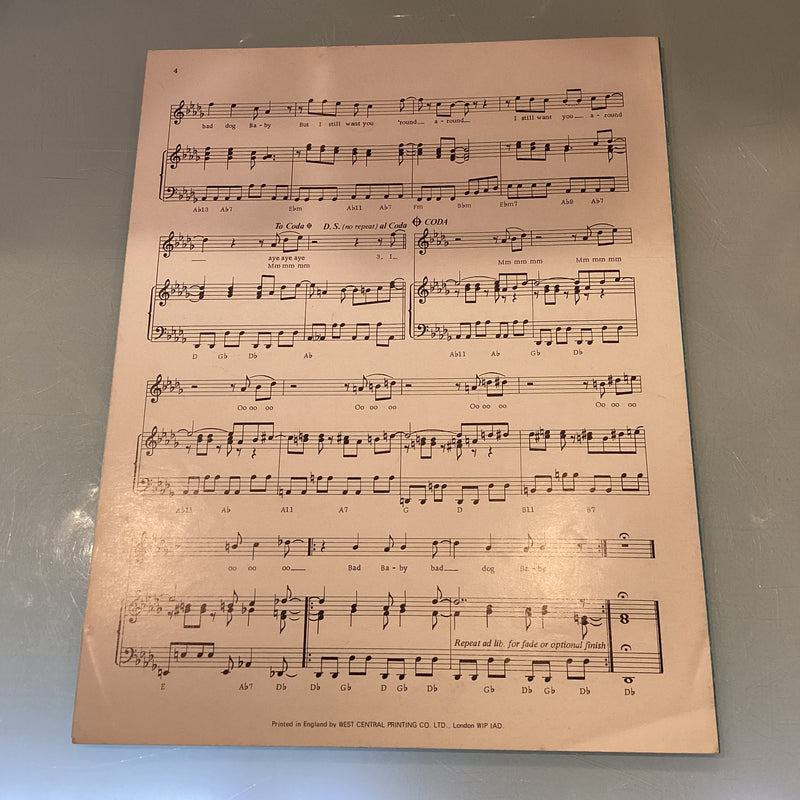 4
bad dog Ba - by But I still want you 'round a - round I still want you a - round
Ab13 Ab7 Ebm Ab11 Ab7 Fm Bbm Ebm7 Ab9 Ab7
To Coda D. S. (no repeat) al Coda CODA
aye aye aye 3. I Mm mm mm Mm mm mm
Mm mm mm
D Gb Db Ab Ab11 Ab Gb Db
Oo oo oo Oo oo oo Oo oo oo Oo oo oo
Ab11 Ab A11 A7 G D B11 B7
oo oo oo Bad Ba - by bad dog Ba - by
Repeat ad lib. for fade or optional finish
8
E Ab7 Db Db Gb D Gb Db Gb Db Gb Db
Printed in England by WEST CENTRAL PRINTING CO. LTD., London WIP IAD.